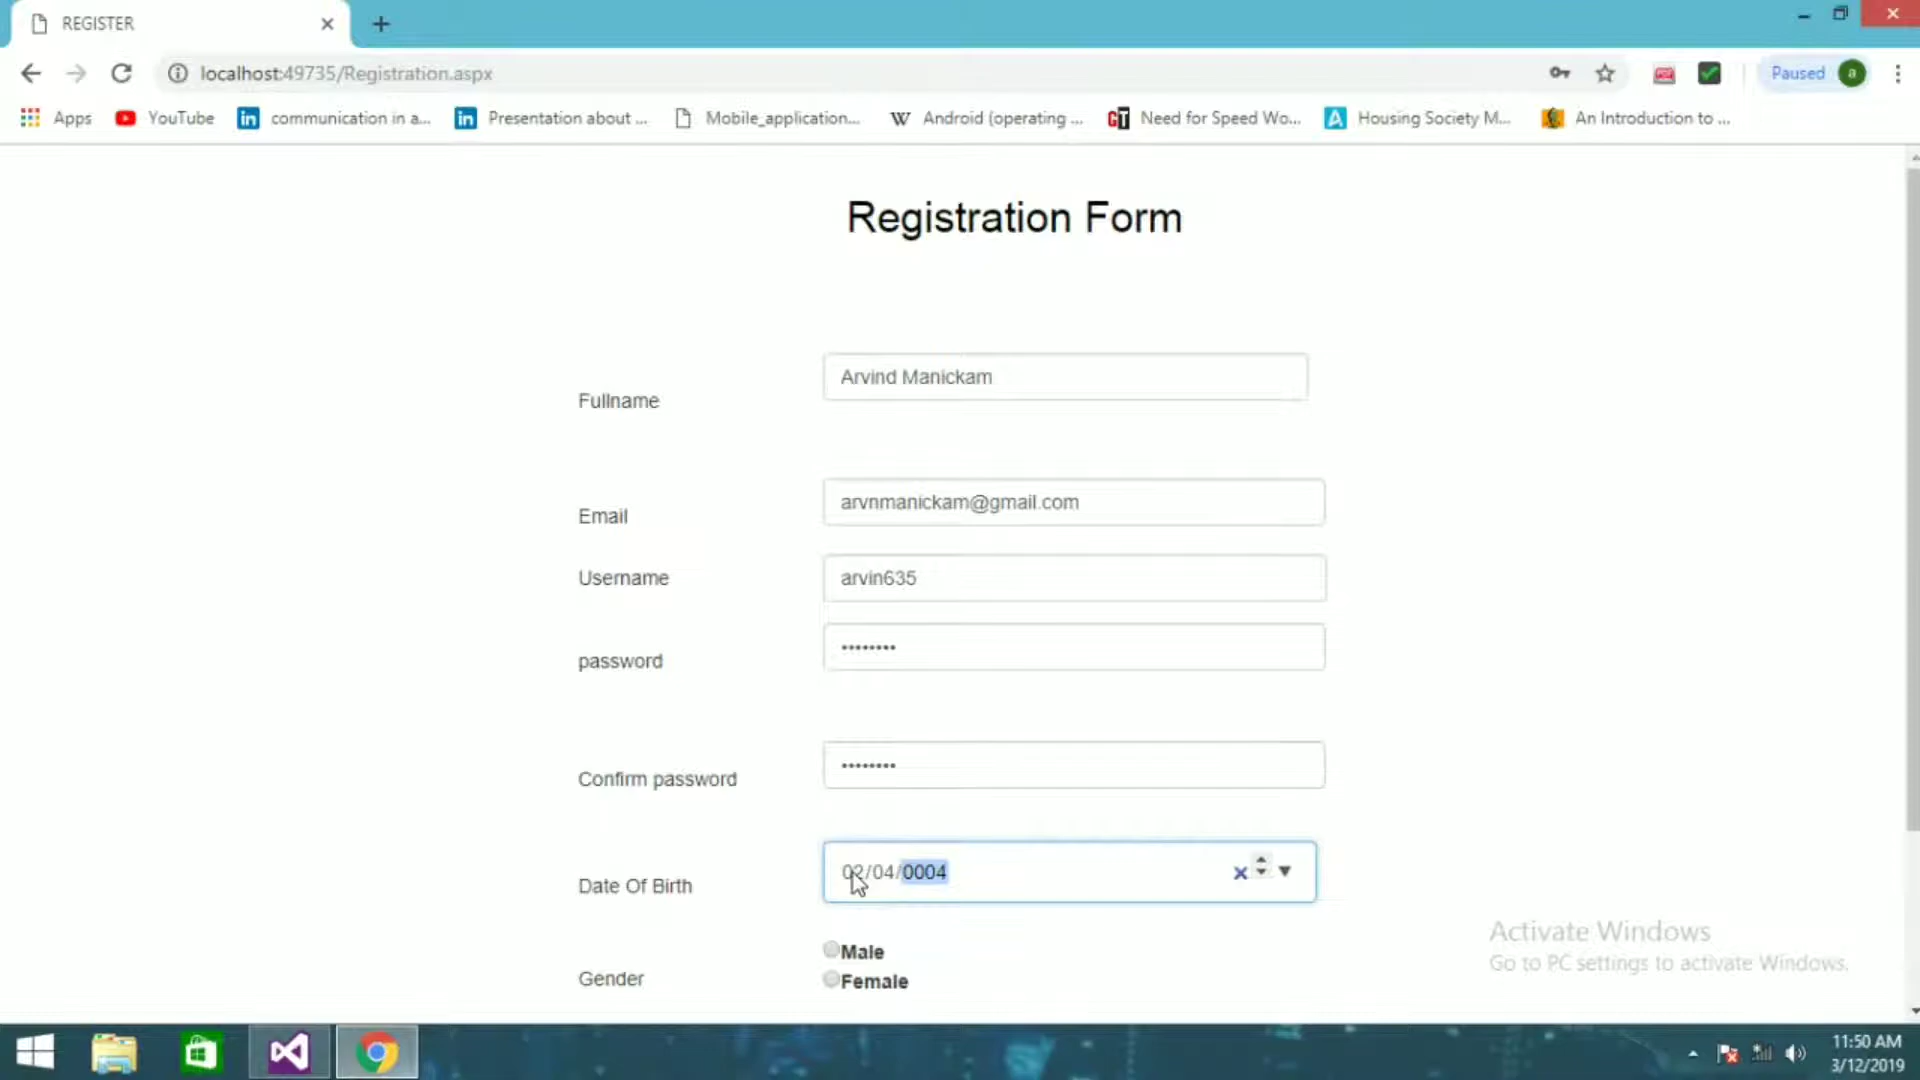 REGISTER
localhost:49735/Registration.aspx
Paused a
Apps YouTube communication in a... Presentation about ... Mobile_application... Android (operating ... Need for Speed Wo... Housing Society M... An Introduction to ...
Registration Form
Fullname Arvind Manickam
Email arvnmanickam@gmail.com
Username arvin635
password ••••••••
Confirm password ••••••••
Date Of Birth 02/04/0004
Gender Male
Female
Activate Windows
Go to PC settings to activate Windows.
11:50 AM
3/12/2019